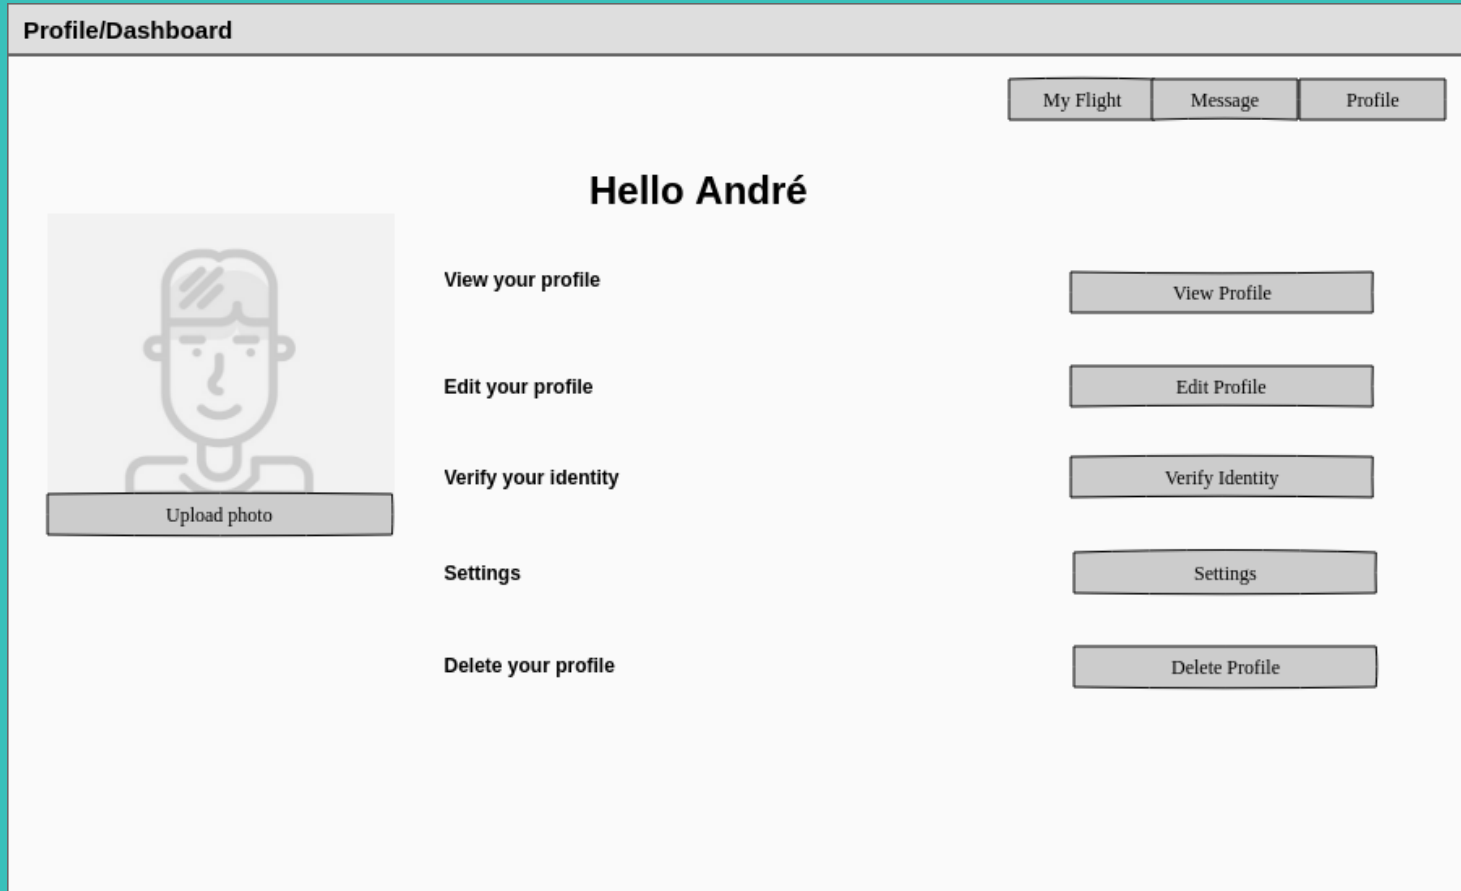 Profile/Dashboard
My Flight Message Profile
Hello André
View your profile View Profile
Edit your profile Edit Profile
Verify your identity Verify Identity
Upload photo
Settings Settings
Delete your profile Delete Profile